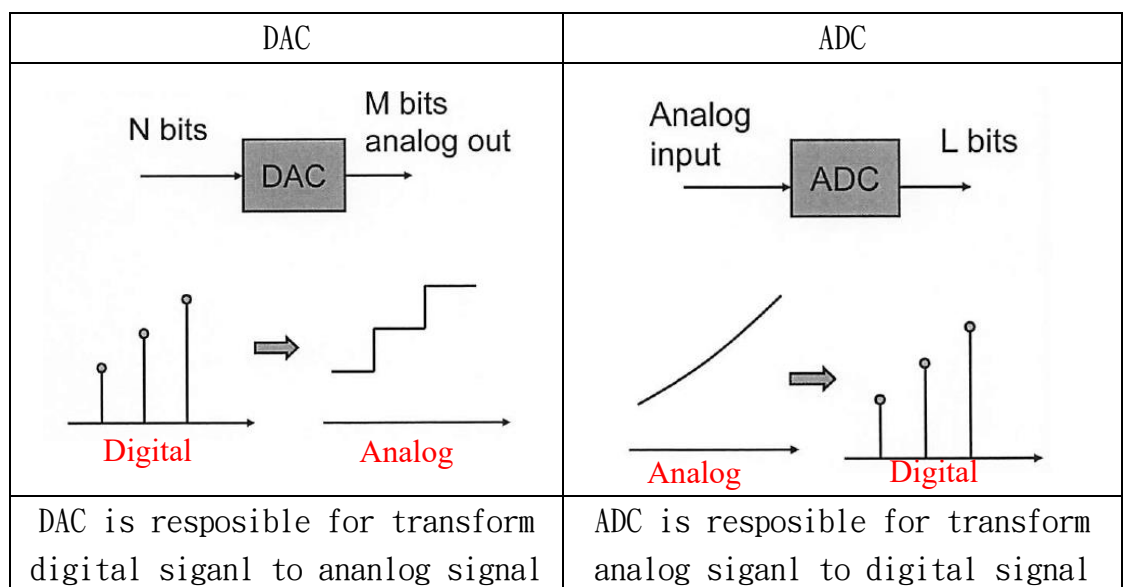 DAC
ADC
N bits
M bits
analog out
DAC
Digital
Analog
Analog
input
L bits
ADC
Analog
Digital
DAC is resposible for transform
digital siganl to ananlog signal
ADC is resposible for transform
analog siganl to digital signal